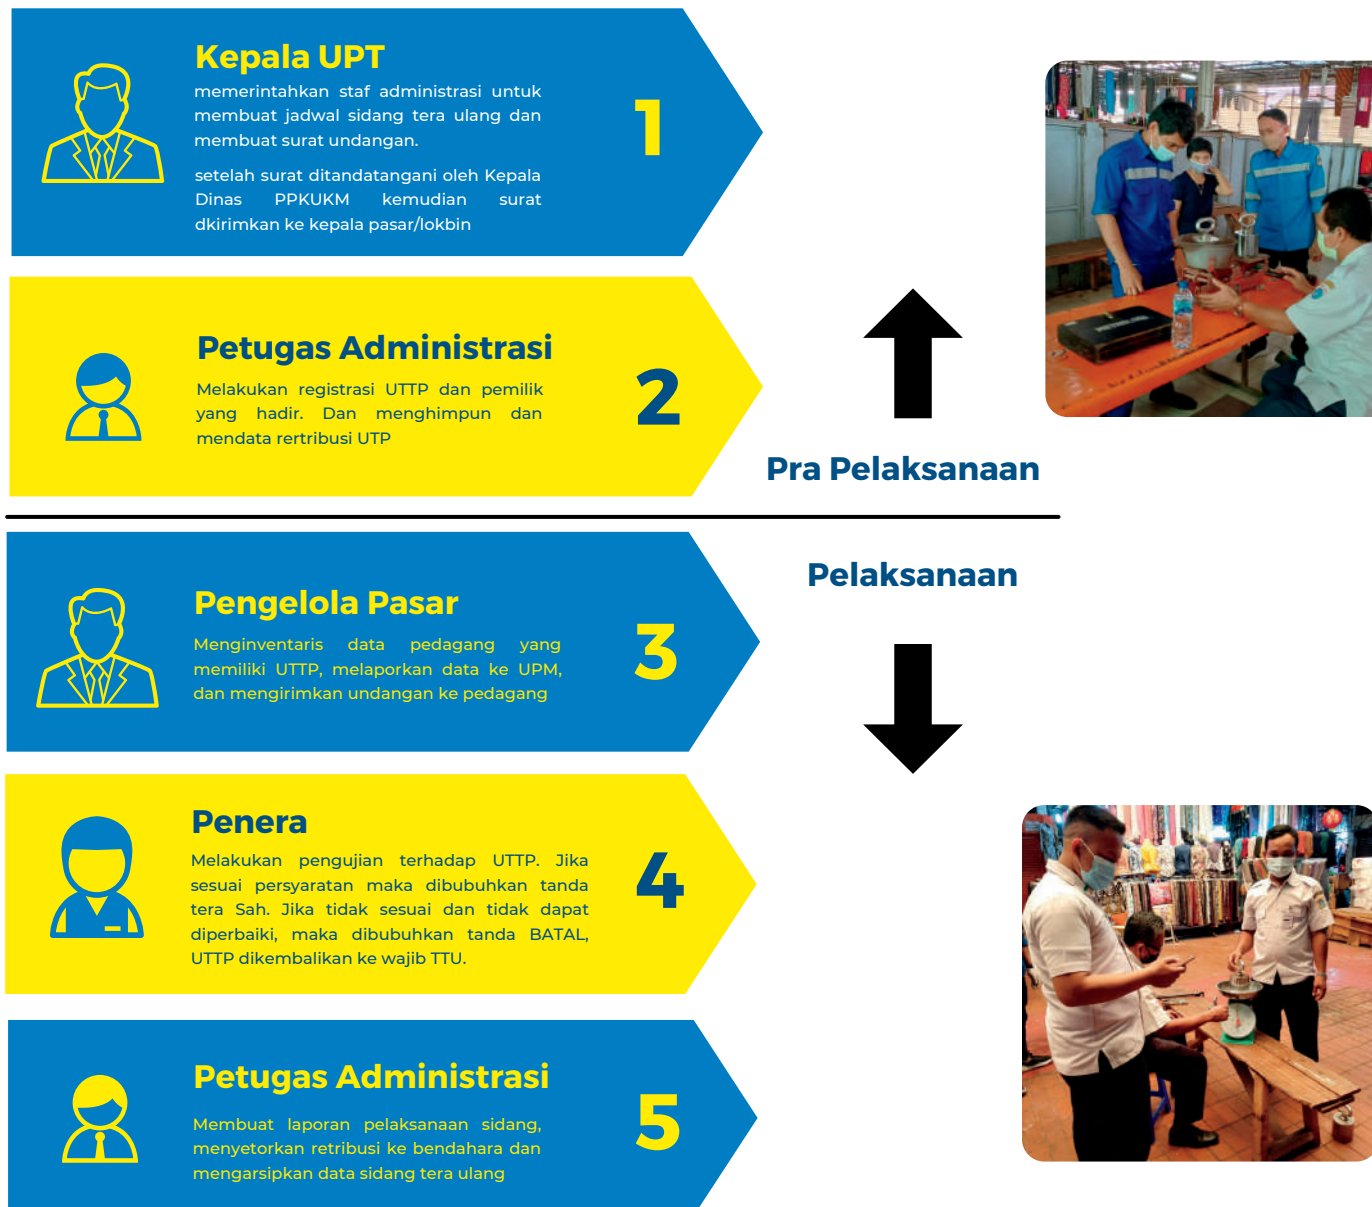 Kepala UPT
memerintahkan staf administrasi untuk
membuat jadwal sidang tera ulang dan
membuat surat undangan.
setelah surat ditandatangani oleh Kepala
Dinas PPKUKM kemudian surat
dkirimkan ke kepala pasar/lokbin
1
Petugas Administrasi
Melakukan registrasi UTTP dan pemilik
yang hadir. Dan menghimpun dan
mendata rertribusi UTP
2
Pra Pelaksanaan
Pelaksanaan
Pengelola Pasar
Menginventaris data pedagang yang
memiliki UTTP, melaporkan data ke UPM,
dan mengirimkan undangan ke pedagang
3
Penera
Melakukan pengujian terhadap UTTP. Jika
sesuai persyaratan maka dibubuhkan tanda
tera Sah. Jika tidak sesuai dan tidak dapat
diperbaiki, maka dibubuhkan tanda BATAL,
UTTP dikembalikan ke wajib TTU.
4
Petugas Administrasi
Membuat laporan pelaksanaan sidang,
menyetorkan retribusi ke bendahara dan
mengarsipkan data sidang tera ulang
5